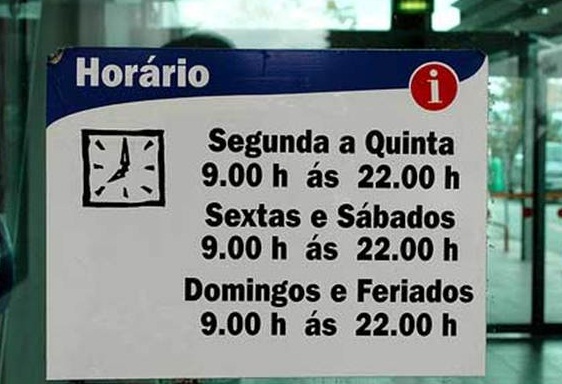 Horário
i
Segunda a Quinta
9.00 h ás 22.00 h
Sextas e Sábados
9.00 h ás 22.00 h
Domingos e Feriados
9.00 h ás 22.00 h